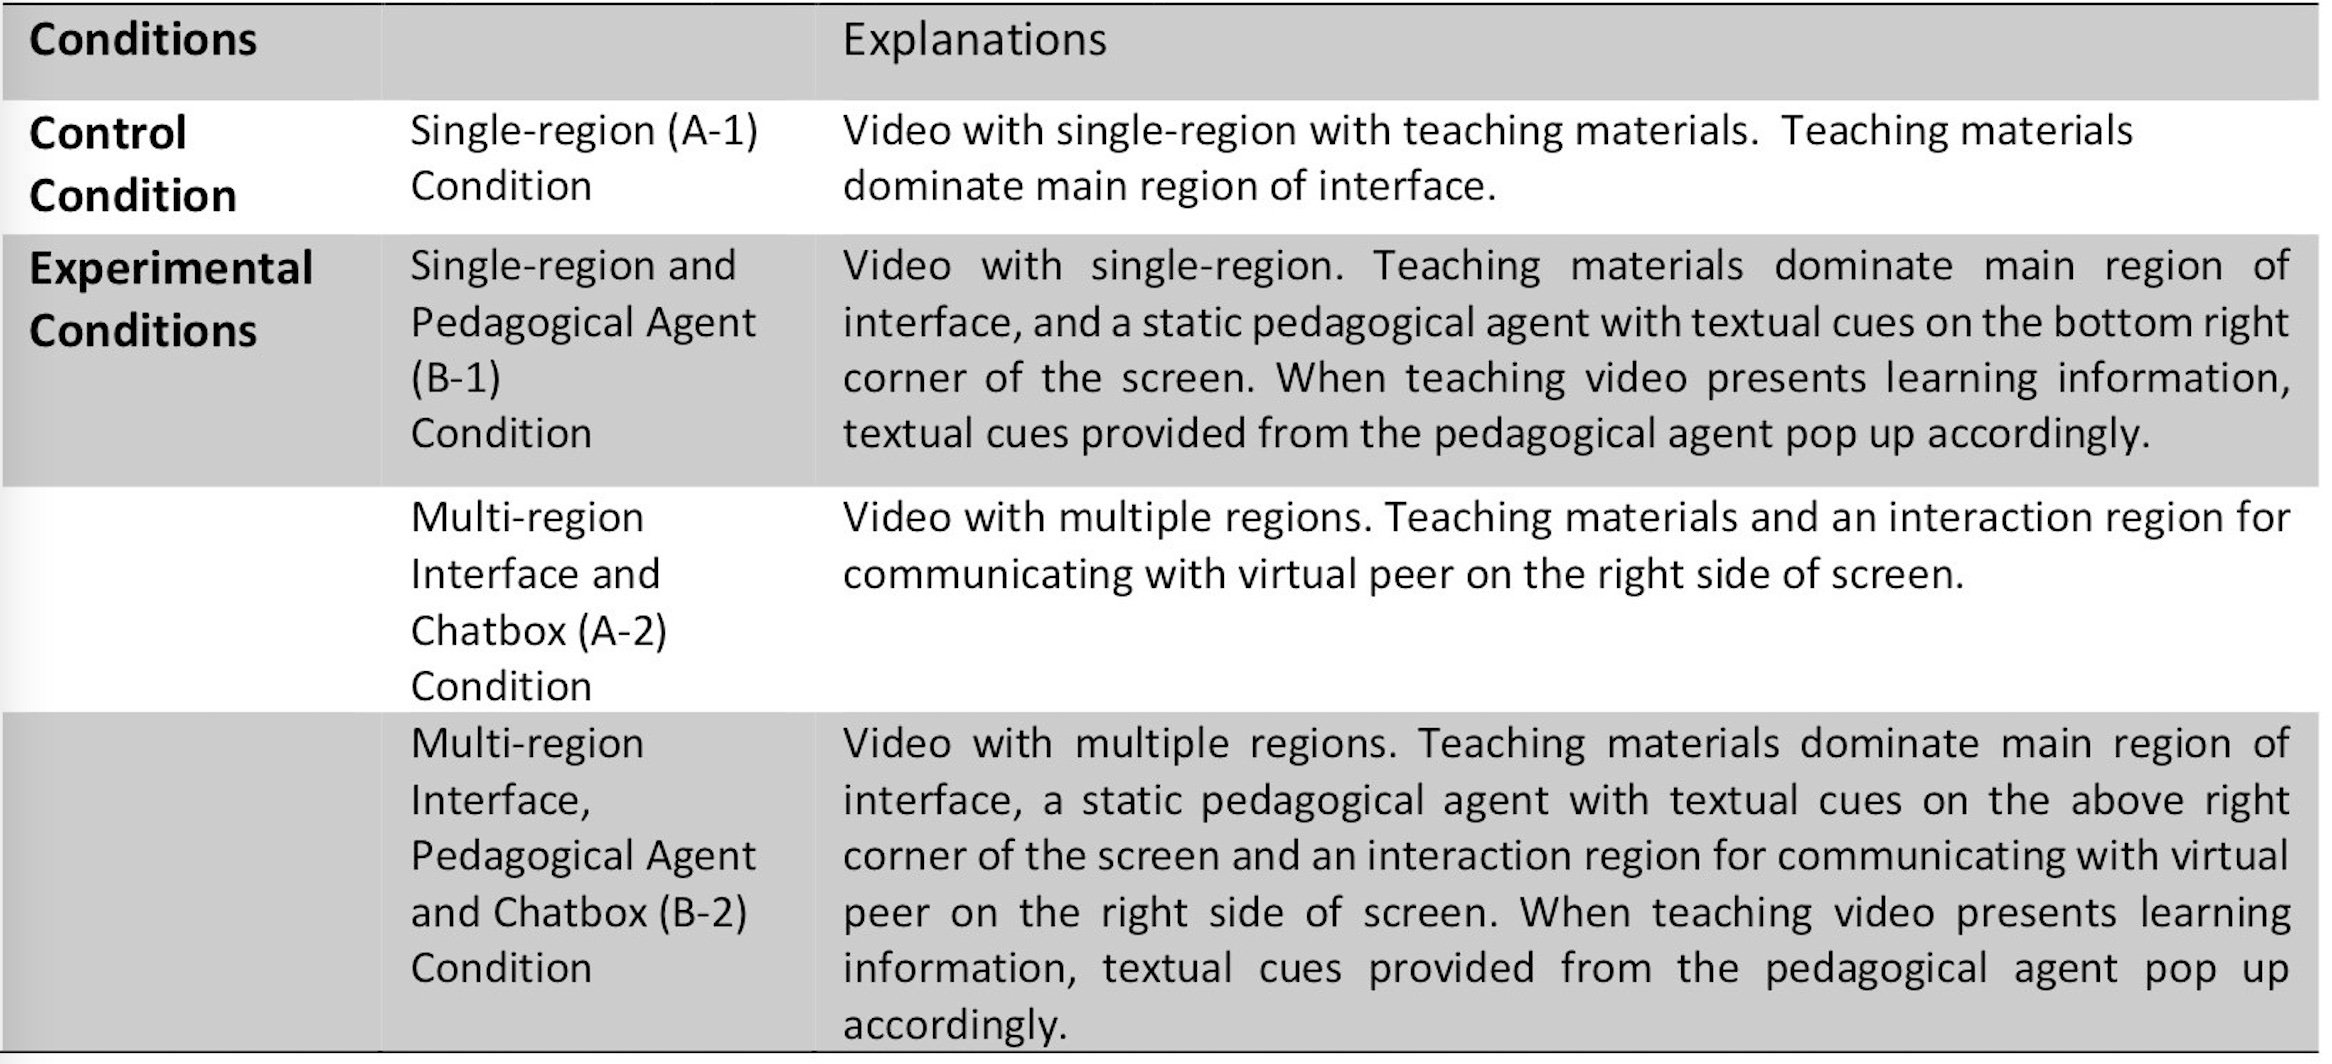 Conditions
Explanations
Control
Condition
Single-region (A-1)
Condition
Video with single-region with teaching materials.  Teaching materials
dominate main region of interface.
Experimental
Conditions
Single-region and
Pedagogical Agent
(B-1)
Condition
Video with single-region. Teaching materials dominate main region of
interface, and a static pedagogical agent with textual cues on the bottom right
corner of the screen. When teaching video presents learning information,
textual cues provided from the pedagogical agent pop up accordingly.
Multi-region
Interface and
Chatbox (A-2)
Condition
Video with multiple regions. Teaching materials and an interaction region for
communicating with virtual peer on the right side of screen.
Multi-region
Interface,
Pedagogical Agent
and Chatbox (B-2)
Condition
Video with multiple regions. Teaching materials dominate main region of
interface, a static pedagogical agent with textual cues on the above right
corner of the screen and an interaction region for communicating with virtual
peer on the right side of screen. When teaching video presents learning
information, textual cues provided from the pedagogical agent pop up
accordingly.